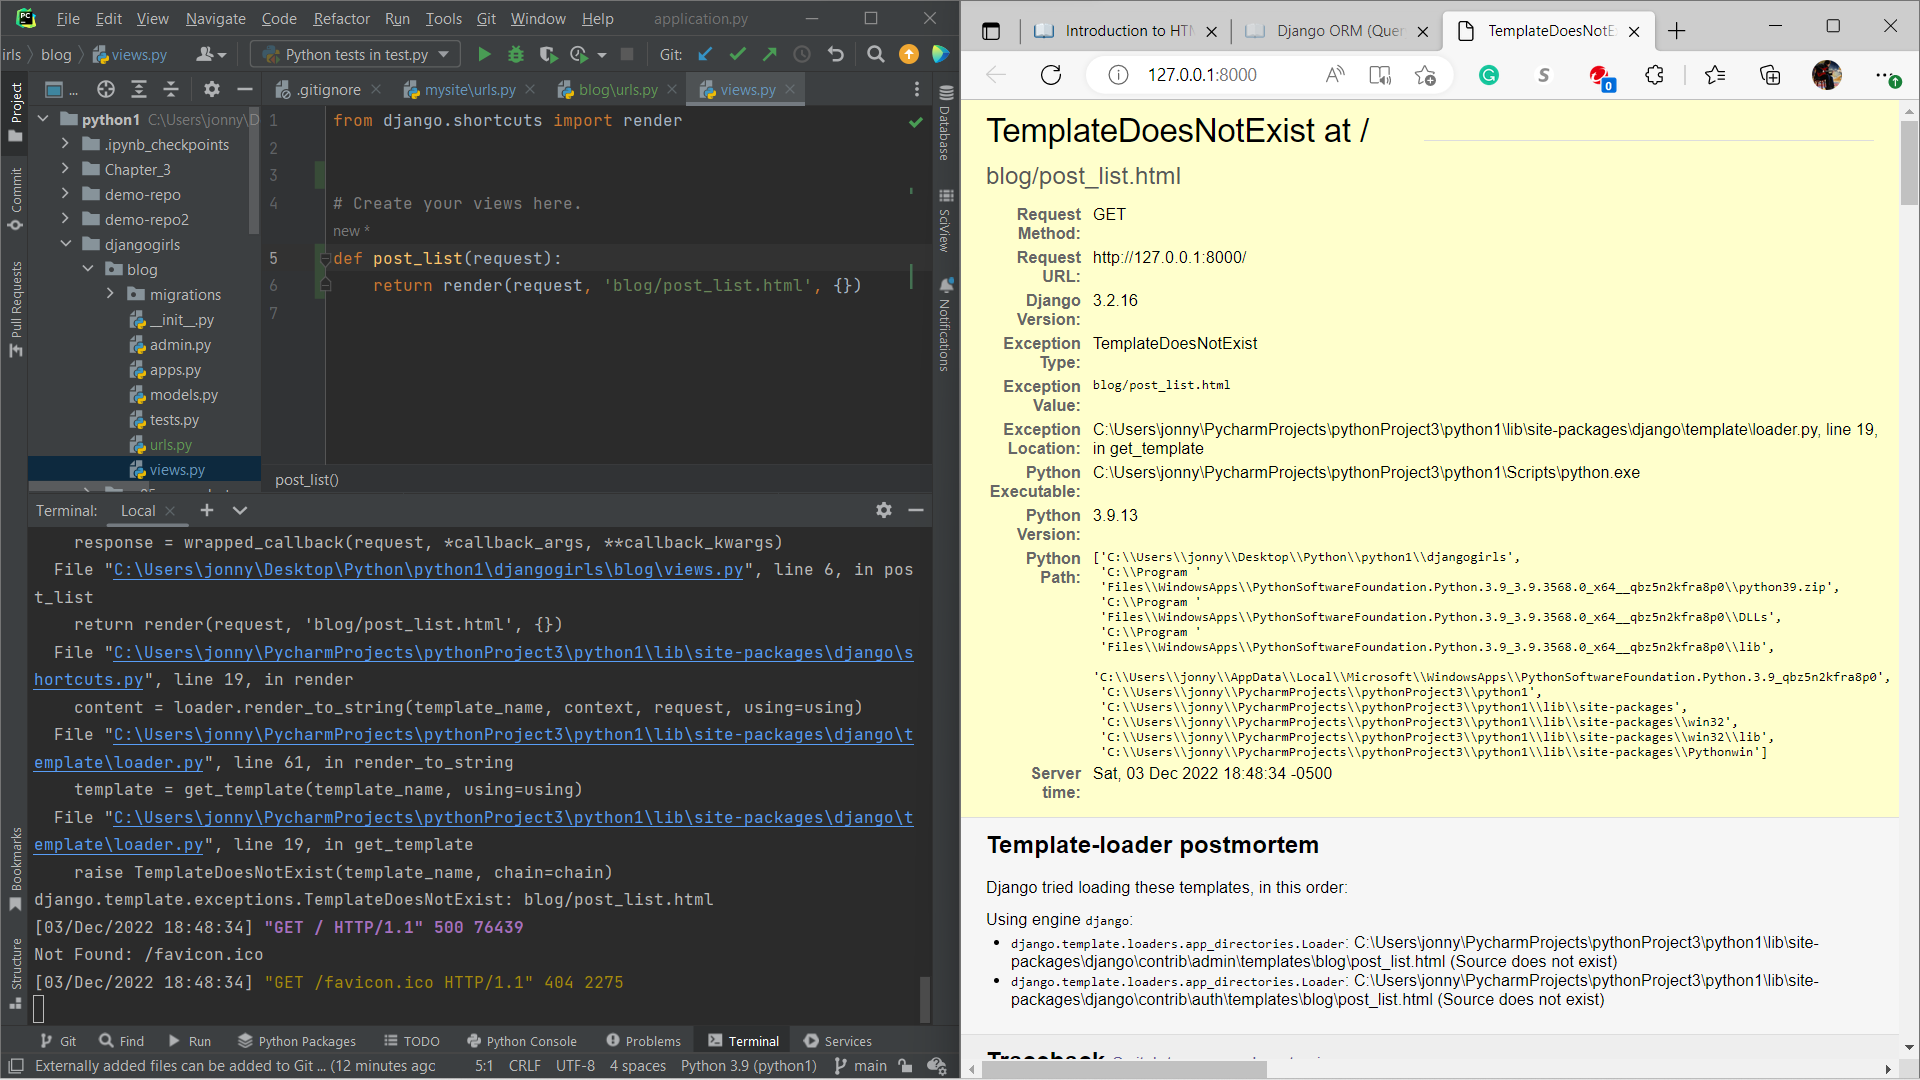 File Edit View Navigate Code Refactor Run Tools Git Window Help application.py
irls blog views.py Python tests in test.py Git:
.gitignore mysite\urls.py blog\urls.py views.py
Project
Commit
Pull Requests
Bookmarks
Structure
python1 C:\Users\jonny\D
.ipynb_checkpoints
Chapter_3
demo-repo
demo-repo2
djangogirls
blog
migrations
__init__.py
admin.py
apps.py
models.py
tests.py
urls.py
views.py
1 from django.shortcuts import render
2
3
4 # Create your views here.
new *
5 def post_list(request):
6 return render(request, 'blog/post_list.html', {})
7
post_list()
Database
SciView
Notifications
Terminal: Local
response = wrapped_callback(request, *callback_args, **callback_kwargs)
File "C:\Users\jonny\Desktop\Python\python1\djangogirls\blog\views.py", line 6, in pos
t_list
return render(request, 'blog/post_list.html', {})
File "C:\Users\jonny\PycharmProjects\pythonProject3\python1\lib\site-packages\django\s
hortcuts.py", line 19, in render
content = loader.render_to_string(template_name, context, request, using=using)
File "C:\Users\jonny\PycharmProjects\pythonProject3\python1\lib\site-packages\django\t
emplate\loader.py", line 61, in render_to_string
template = get_template(template_name, using=using)
File "C:\Users\jonny\PycharmProjects\pythonProject3\python1\lib\site-packages\django\t
emplate\loader.py", line 19, in get_template
raise TemplateDoesNotExist(template_name, chain=chain)
django.template.exceptions.TemplateDoesNotExist: blog/post_list.html
[03/Dec/2022 18:48:34] "GET / HTTP/1.1" 500 76439
Not Found: /favicon.ico
[03/Dec/2022 18:48:34] "GET /favicon.ico HTTP/1.1" 404 2275
Git Find Run Python Packages TODO Python Console Problems Terminal Services
Externally added files can be added to Git ... (12 minutes ago 5:1 CRLF UTF-8 4 spaces Python 3.9 (python1) main
Introduction to HTM Django ORM (Quer TemplateDoesNotE
127.0.0.1:8000
0
TemplateDoesNotExist at /
blog/post_list.html
Request Method: GET
Request URL: http://127.0.0.1:8000/
Django Version: 3.2.16
Exception Type: TemplateDoesNotExist
Exception Value: blog/post_list.html
Exception Location: C:\Users\jonny\PycharmProjects\pythonProject3\python1\lib\site-packages\django\template\loader.py, line 19,
in get_template
Python Executable: C:\Users\jonny\PycharmProjects\pythonProject3\python1\Scripts\python.exe
Python Version: 3.9.13
Python Path: ['C:\\Users\\jonny\\Desktop\\Python\\python1\\djangogirls',
'C:\\Program '
'Files\\WindowsApps\\PythonSoftwareFoundation.Python.3.9_3.9.3568.0_x64__qbz5n2kfra8p0\\python39.zip',
'C:\\Program '
'Files\\WindowsApps\\PythonSoftwareFoundation.Python.3.9_3.9.3568.0_x64__qbz5n2kfra8p0\\DLLs',
'C:\\Program '
'Files\\WindowsApps\\PythonSoftwareFoundation.Python.3.9_3.9.3568.0_x64__qbz5n2kfra8p0\\lib',
'C:\\Users\\jonny\\AppData\\Local\\Microsoft\\WindowsApps\\PythonSoftwareFoundation.Python.3.9_qbz5n2kfra8p0',
'C:\\Users\\jonny\\PycharmProjects\\pythonProject3\\python1',
'C:\\Users\\jonny\\PycharmProjects\\pythonProject3\\python1\\lib\\site-packages',
'C:\\Users\\jonny\\PycharmProjects\\pythonProject3\\python1\\lib\\site-packages\\win32',
'C:\\Users\\jonny\\PycharmProjects\\pythonProject3\\python1\\lib\\site-packages\\win32\\lib',
'C:\\Users\\jonny\\PycharmProjects\\pythonProject3\\python1\\lib\\site-packages\\Pythonwin']
Server time: Sat, 03 Dec 2022 18:48:34 -0500
Template-loader postmortem
Django tried loading these templates, in this order:
Using engine django:
• django.template.loaders.app_directories.Loader: C:\Users\jonny\PycharmProjects\pythonProject3\python1\lib\site-
packages\django\contrib\admin\templates\blog\post_list.html (Source does not exist)
• django.template.loaders.app_directories.Loader: C:\Users\jonny\PycharmProjects\pythonProject3\python1\lib\site-
packages\django\contrib\auth\templates\blog\post_list.html (Source does not exist)
Traceback